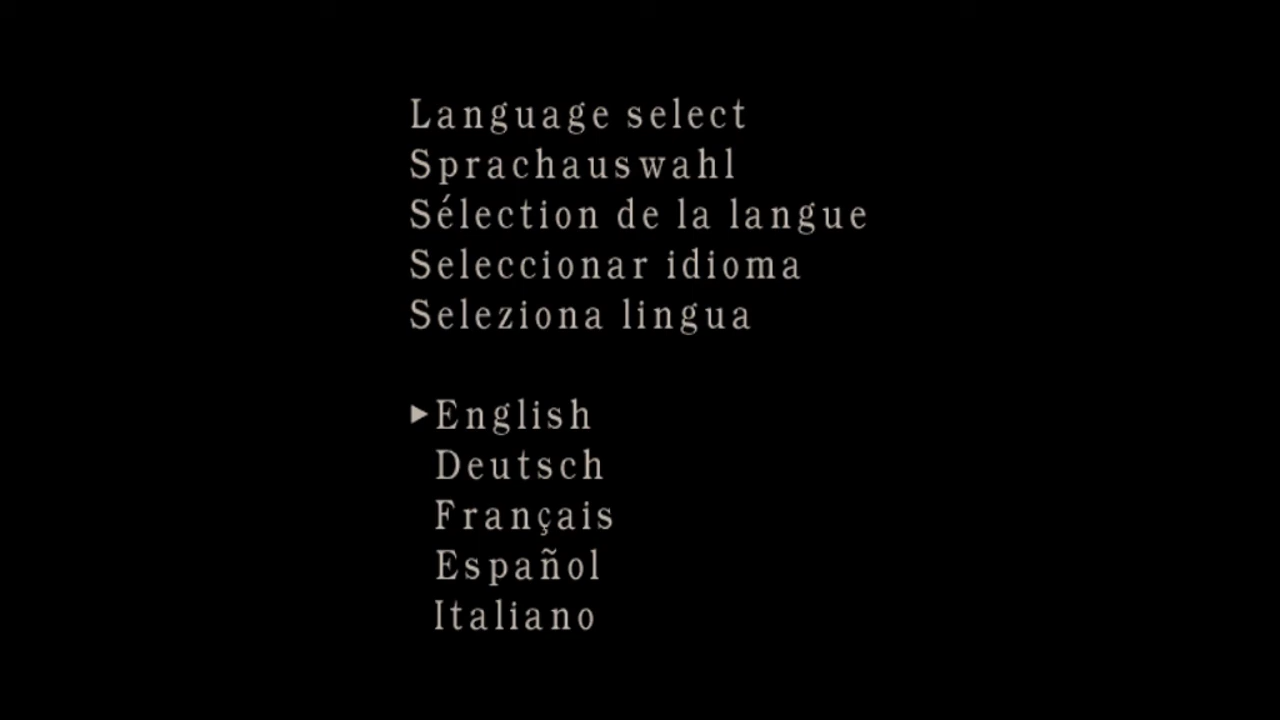 Language select
Sprachauswahl
Sélection de la langue
Seleccionar idioma
Seleziona lingua
▶English
Deutsch
Français
Español
Italiano